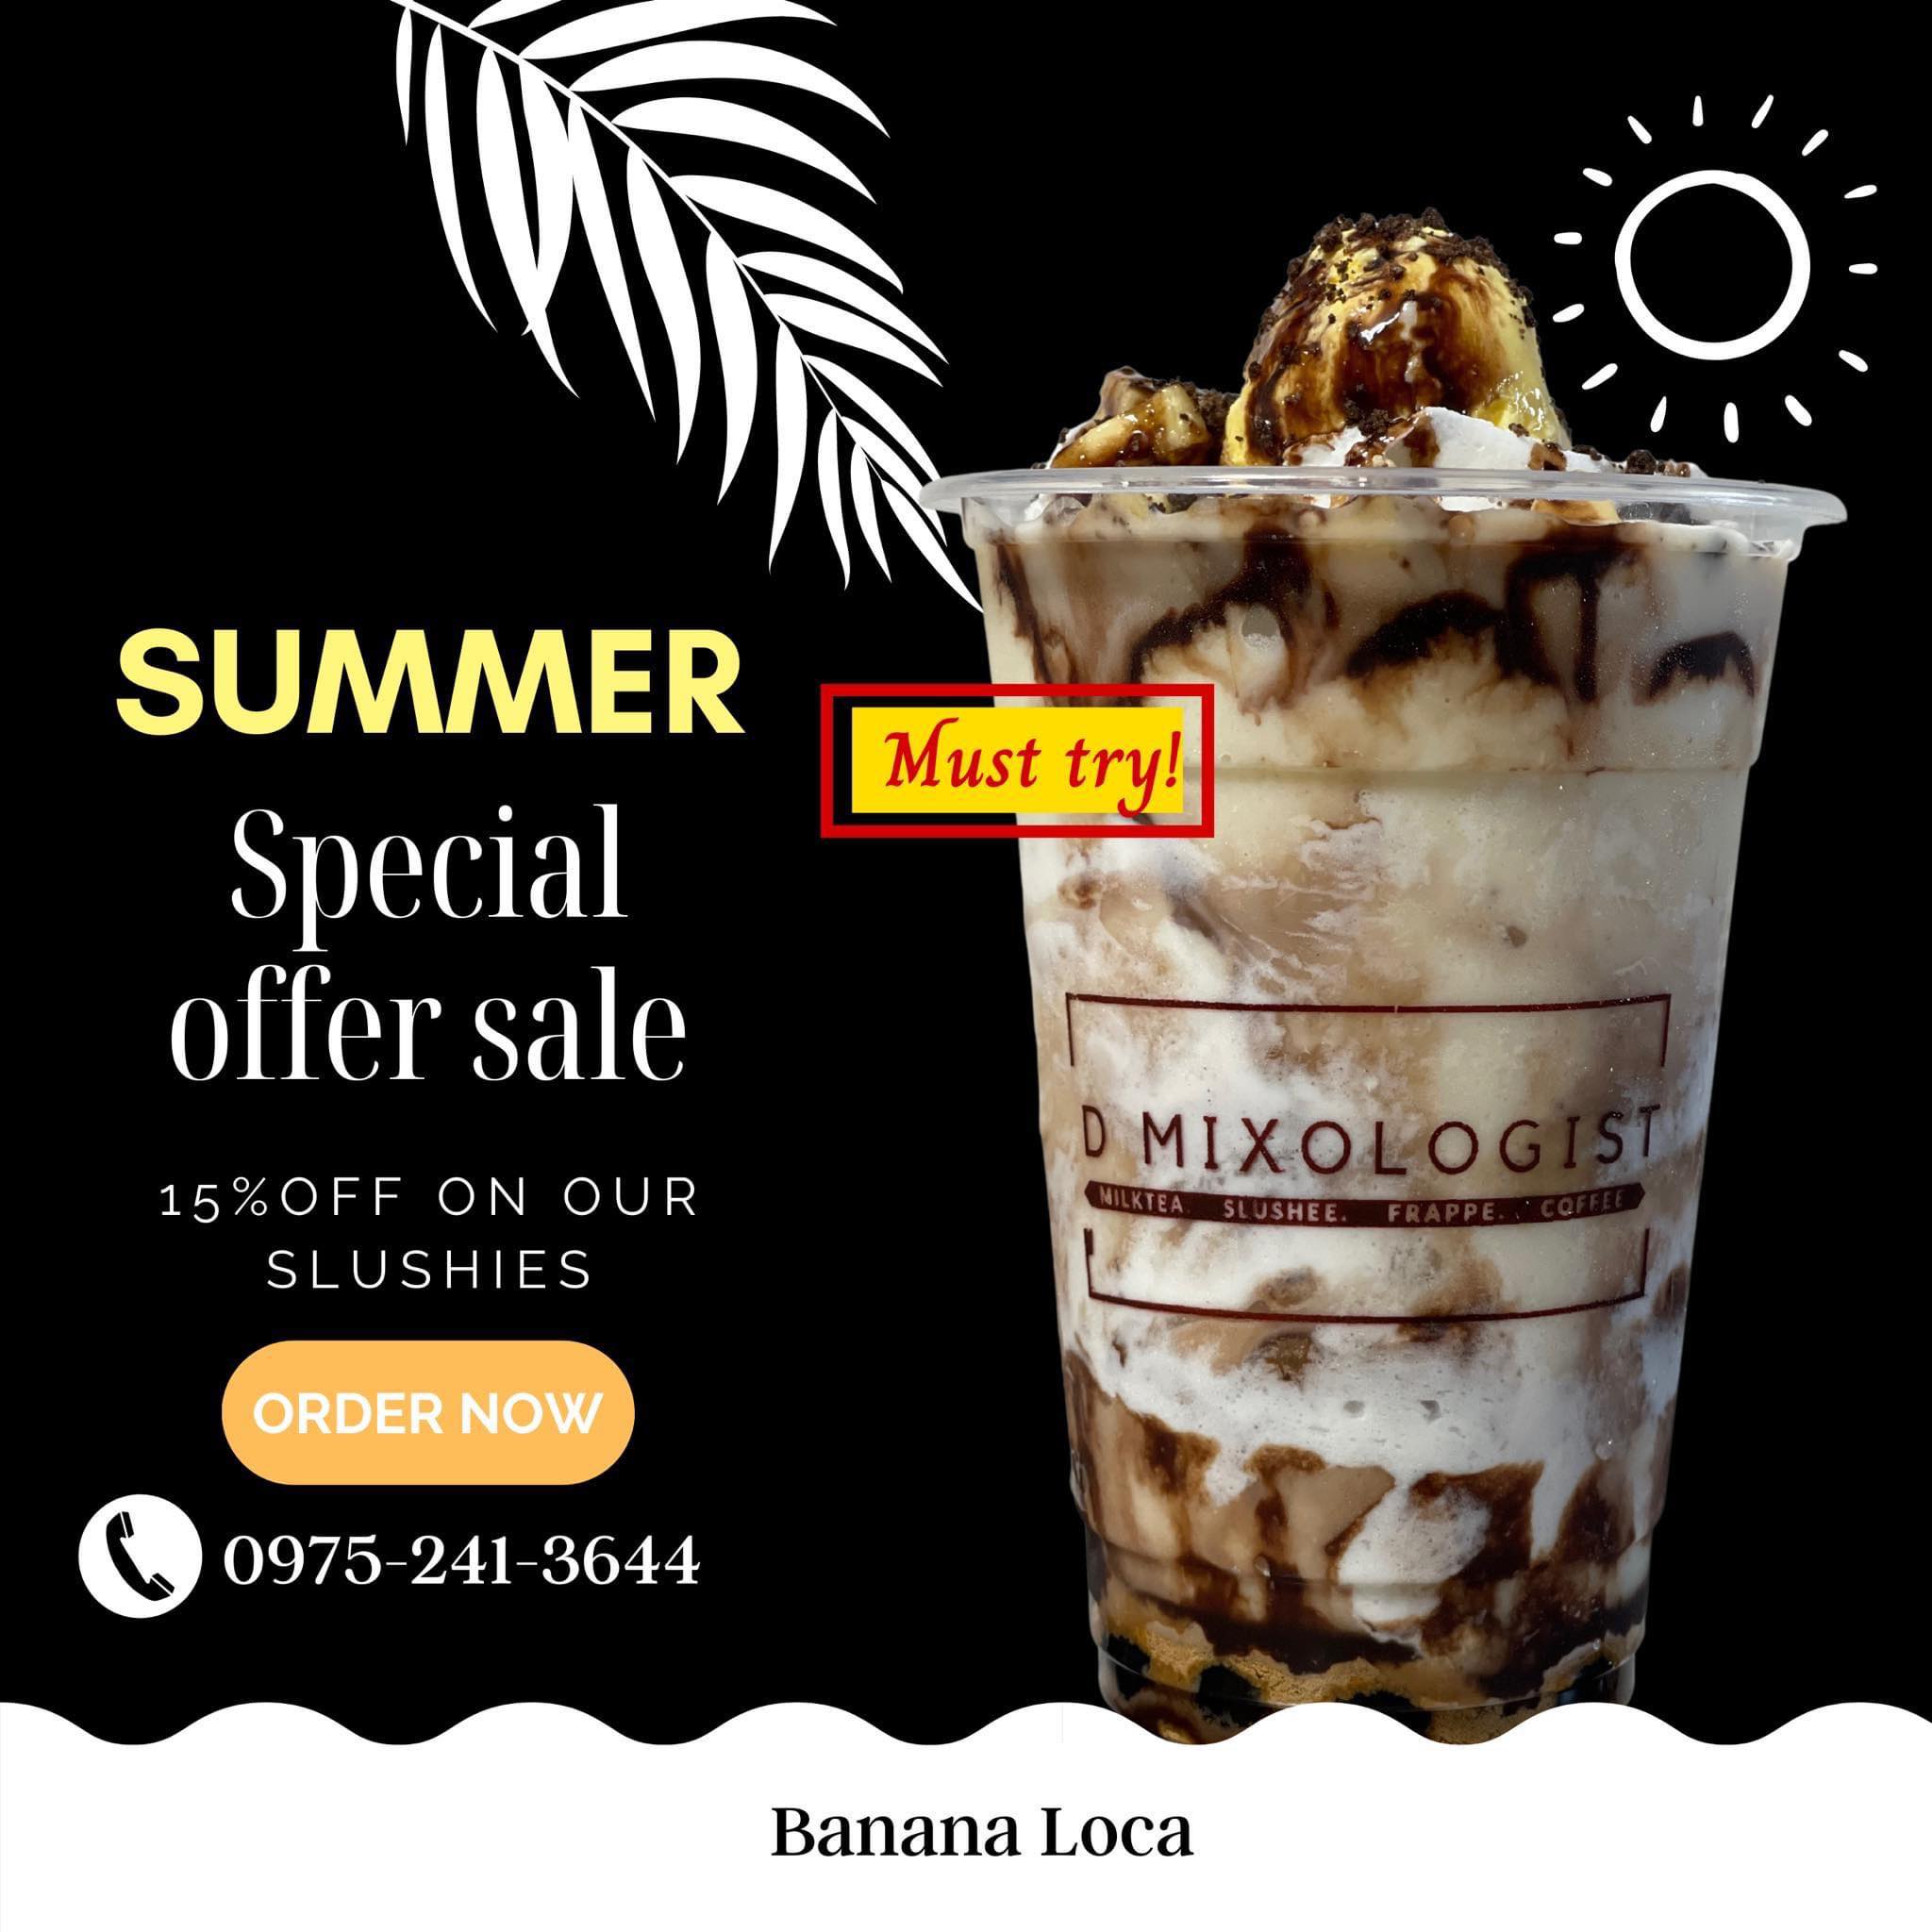 SUMMER
Special
offer sale
15%OFF ON OUR
SLUSHIES
ORDER NOW
0975-241-3644
Must try!
D MIXOLOGIST
MILKTEA. SLUSHEE. FRAPPE. COFFEE
Banana Loca